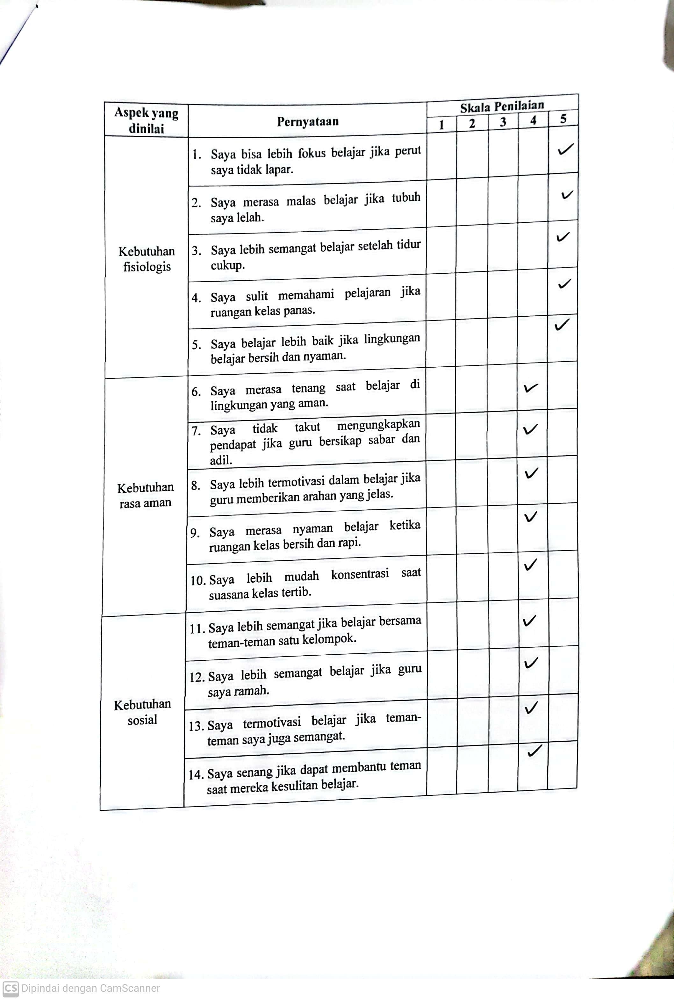 Aspek yang
dinilai
Pernyataan
Skala Penilaian
1 2 3 4 5
Kebutuhan
fisiologis
1. Saya bisa lebih fokus belajar jika perut
saya tidak lapar.
✓
2. Saya merasa malas belajar jika tubuh
saya lelah.
✓
3. Saya lebih semangat belajar setelah tidur
cukup.
✓
4. Saya sulit memahami pelajaran jika
ruangan kelas panas.
✓
5. Saya belajar lebih baik jika lingkungan
belajar bersih dan nyaman.
✓
Kebutuhan
rasa aman
6. Saya merasa tenang saat belajar di
lingkungan yang aman.
✓
7. Saya tidak takut mengungkapkan
pendapat jika guru bersikap sabar dan
adil.
✓
8. Saya lebih termotivasi dalam belajar jika
guru memberikan arahan yang jelas.
✓
9. Saya merasa nyaman belajar ketika
ruangan kelas bersih dan rapi.
✓
10. Saya lebih mudah konsentrasi saat
suasana kelas tertib.
✓
Kebutuhan
sosial
11. Saya lebih semangat jika belajar bersama
teman-teman satu kelompok.
✓
12. Saya lebih semangat belajar jika guru
saya ramah.
✓
13. Saya termotivasi belajar jika teman-
teman saya juga semangat.
✓
14. Saya senang jika dapat membantu teman
saat mereka kesulitan belajar.
✓
CS Dipindai dengan CamScanner